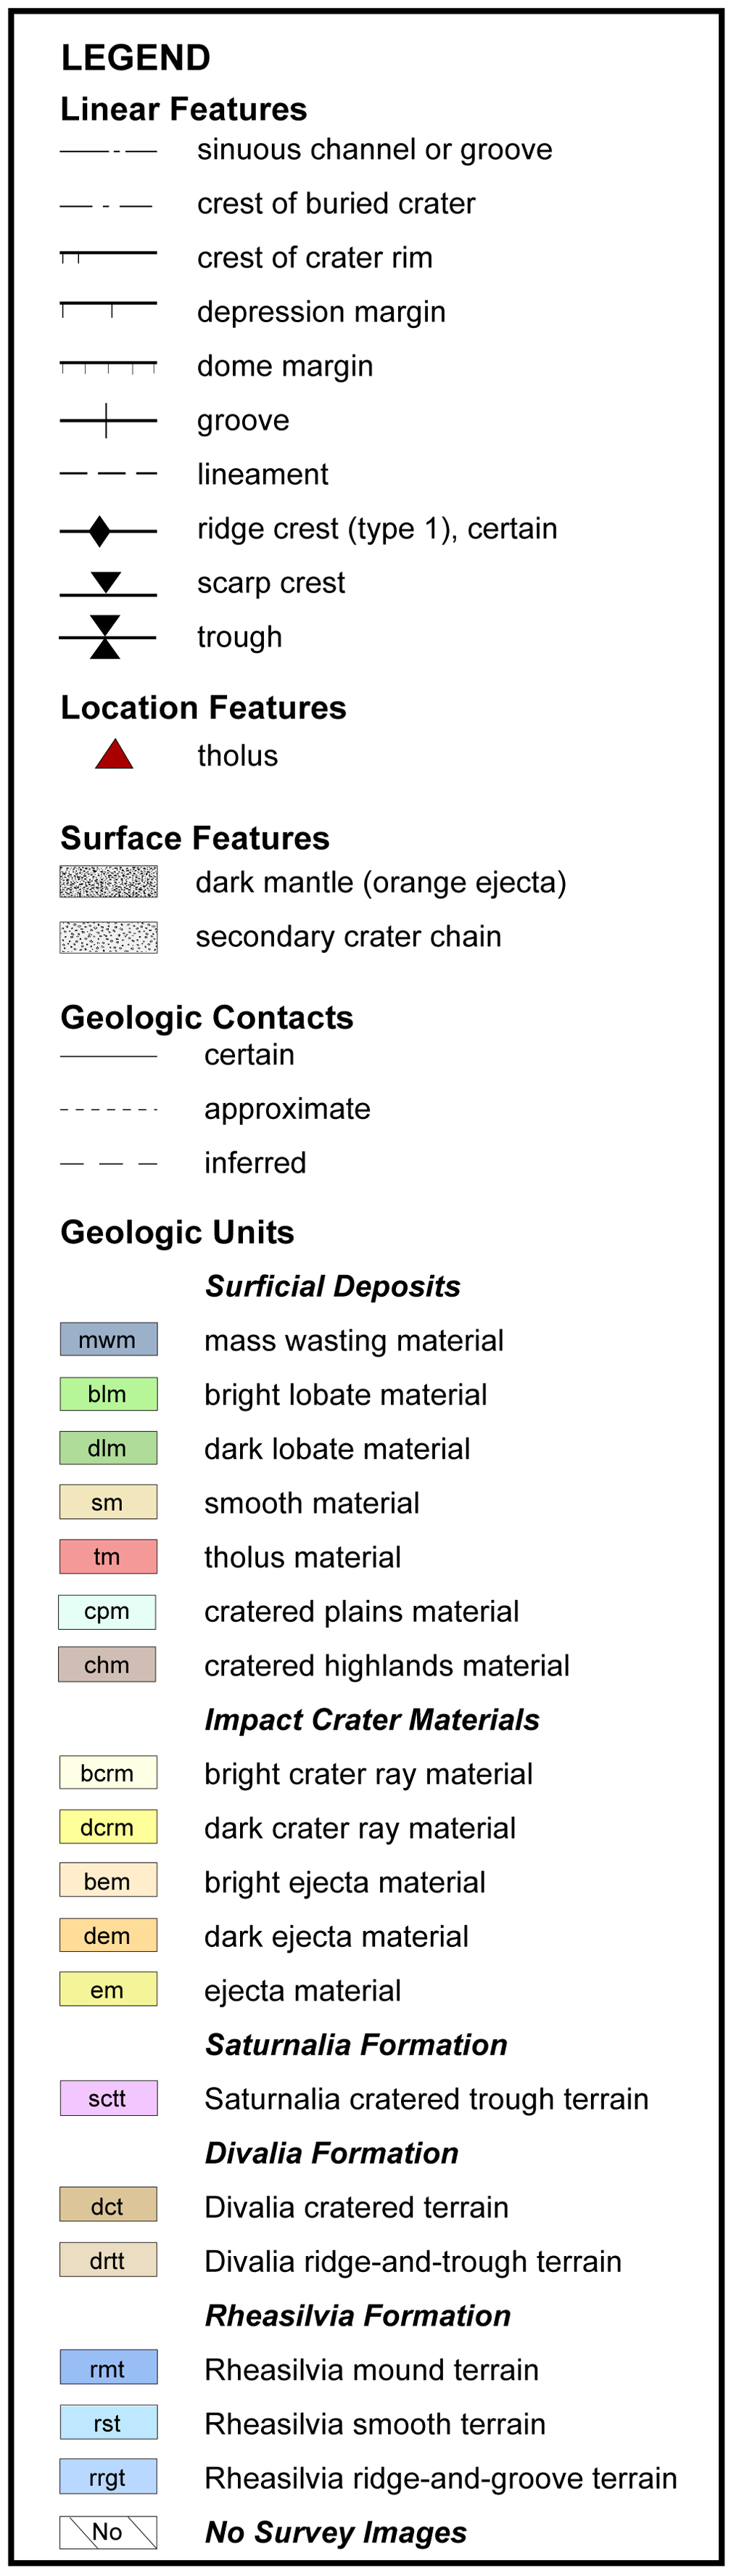 LEGEND
Linear Features
sinuous channel or groove
crest of buried crater
crest of crater rim
depression margin
dome margin
groove
lineament
ridge crest (type 1), certain
scarp crest
trough
Location Features
tholus
Surface Features
dark mantle (orange ejecta)
secondary crater chain
Geologic Contacts
certain
approximate
inferred
Geologic Units
Surficial Deposits
mwm mass wasting material
blm bright lobate material
dlm dark lobate material
sm smooth material
tm tholus material
cpm cratered plains material
chm cratered highlands material
Impact Crater Materials
bcrm bright crater ray material
dcrm dark crater ray material
bem bright ejecta material
dem dark ejecta material
em ejecta material
Saturnalia Formation
sctt Saturnalia cratered trough terrain
Divalia Formation
dct Divalia cratered terrain
drtt Divalia ridge-and-trough terrain
Rheasilvia Formation
rmt Rheasilvia mound terrain
rst Rheasilvia smooth terrain
rrgt Rheasilvia ridge-and-groove terrain
No No Survey Images